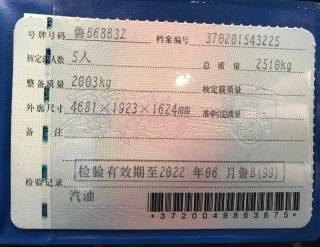 号牌号码 鲁B68B3Z 档案编号 370201543225
核定载人数 5人 总 质 量 2510kg
整备质量 2003kg 核定载质量
外廓尺寸 4681×1923×1624mm 准牵引总质量
备 注
检验有效期至2022 年06 月鲁B(99)
检验记录
汽油
*3720049863875*